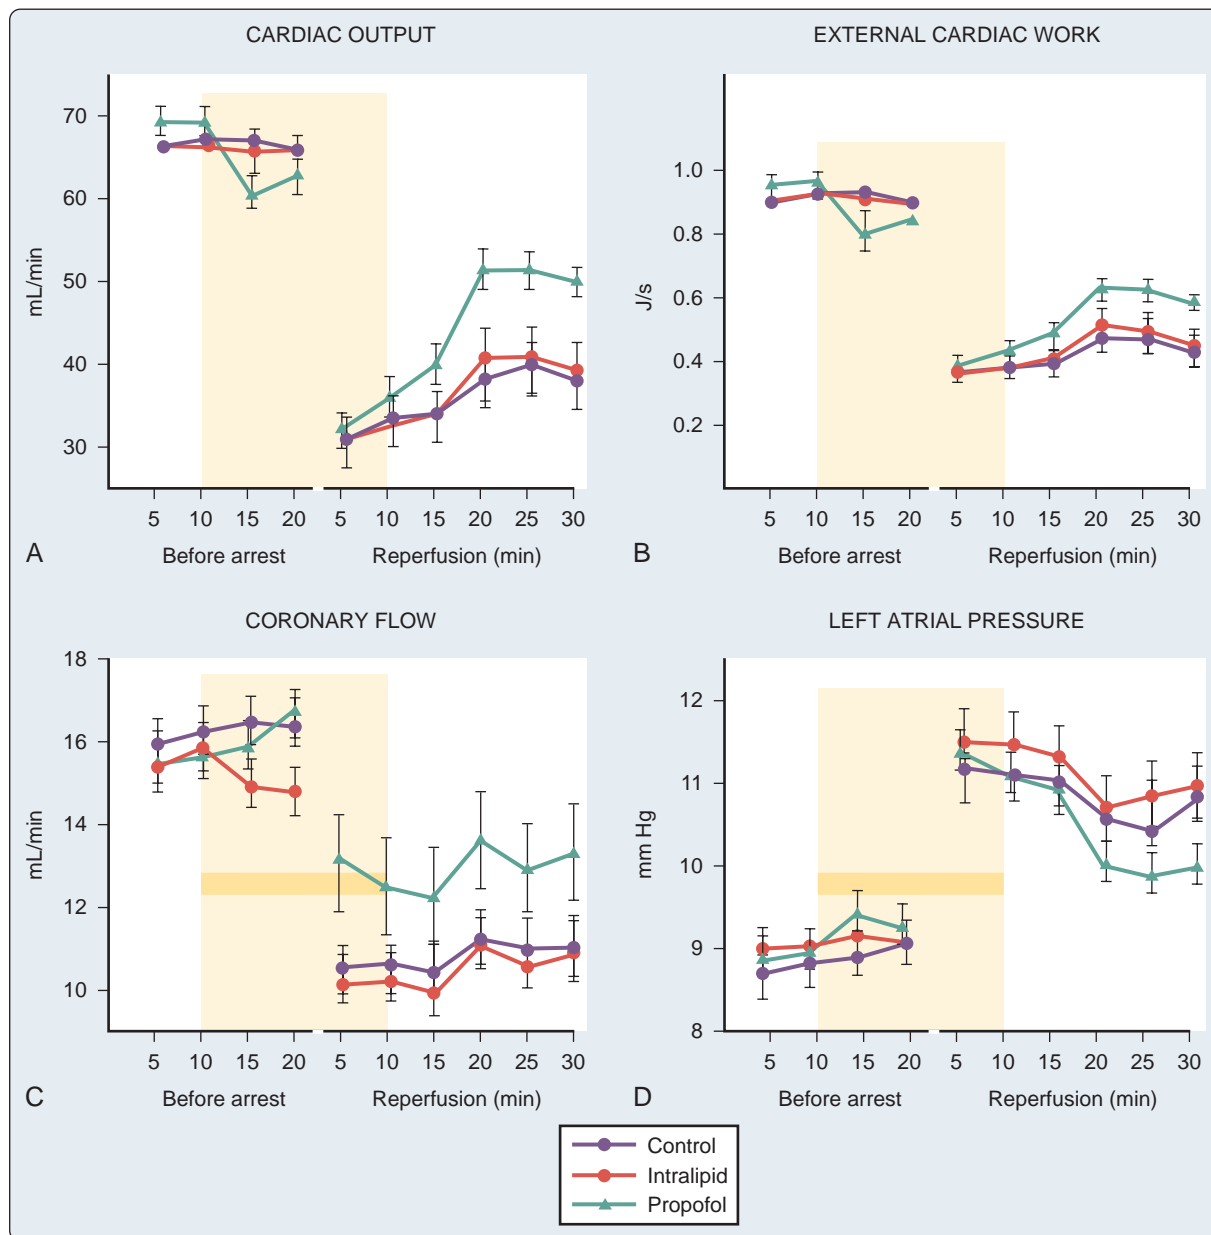 CARDIAC OUTPUT
mL/min
70
60
50
40
30
5 10 15 20 5 10 15 20 25 30
Before arrest Reperfusion (min)
A
EXTERNAL CARDIAC WORK
J/s
1.0
0.8
0.6
0.4
0.2
5 10 15 20 5 10 15 20 25 30
Before arrest Reperfusion (min)
B
CORONARY FLOW
mL/min
18
16
14
12
10
5 10 15 20 5 10 15 20 25 30
Before arrest Reperfusion (min)
C
LEFT ATRIAL PRESSURE
mm Hg
12
11
10
9
8
5 10 15 20 5 10 15 20 25 30
Before arrest Reperfusion (min)
D
Control
Intralipid
Propofol